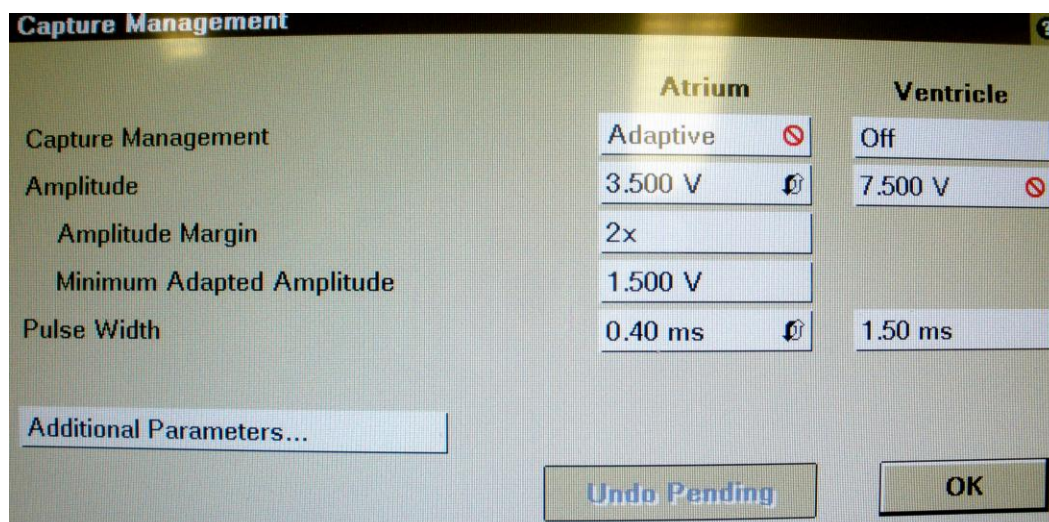 Capture Management
Atrium Ventricle
Capture Management Adaptive Off
Amplitude 3.500 V 7.500 V
Amplitude Margin 2x
Minimum Adapted Amplitude 1.500 V
Pulse Width 0.40 ms 1.50 ms
Additional Parameters...
Undo Pending OK